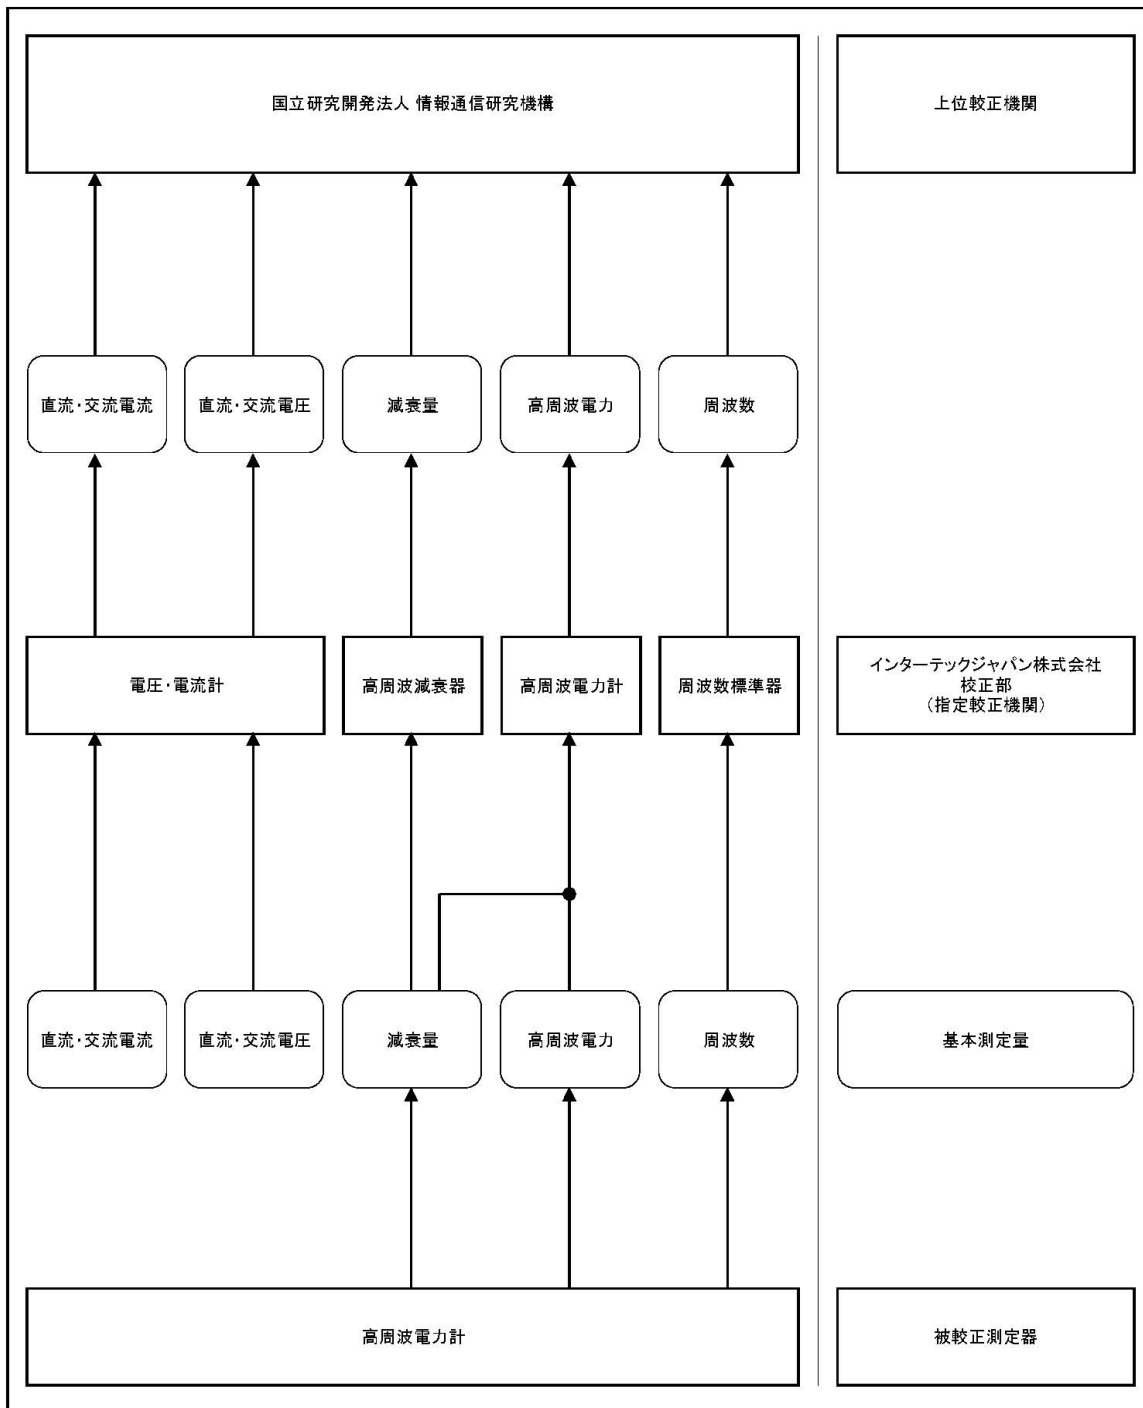 国立研究開発法人 情報通信研究機構
上位較正機関
直流・交流電流
直流・交流電圧
減衰量
高周波電力
周波数
電圧・電流計
高周波減衰器
高周波電力計
周波数標準器
インターテックジャパン株式会社
校正部
（指定較正機関）
直流・交流電流
直流・交流電圧
減衰量
高周波電力
周波数
基本測定量
高周波電力計
被較正測定器